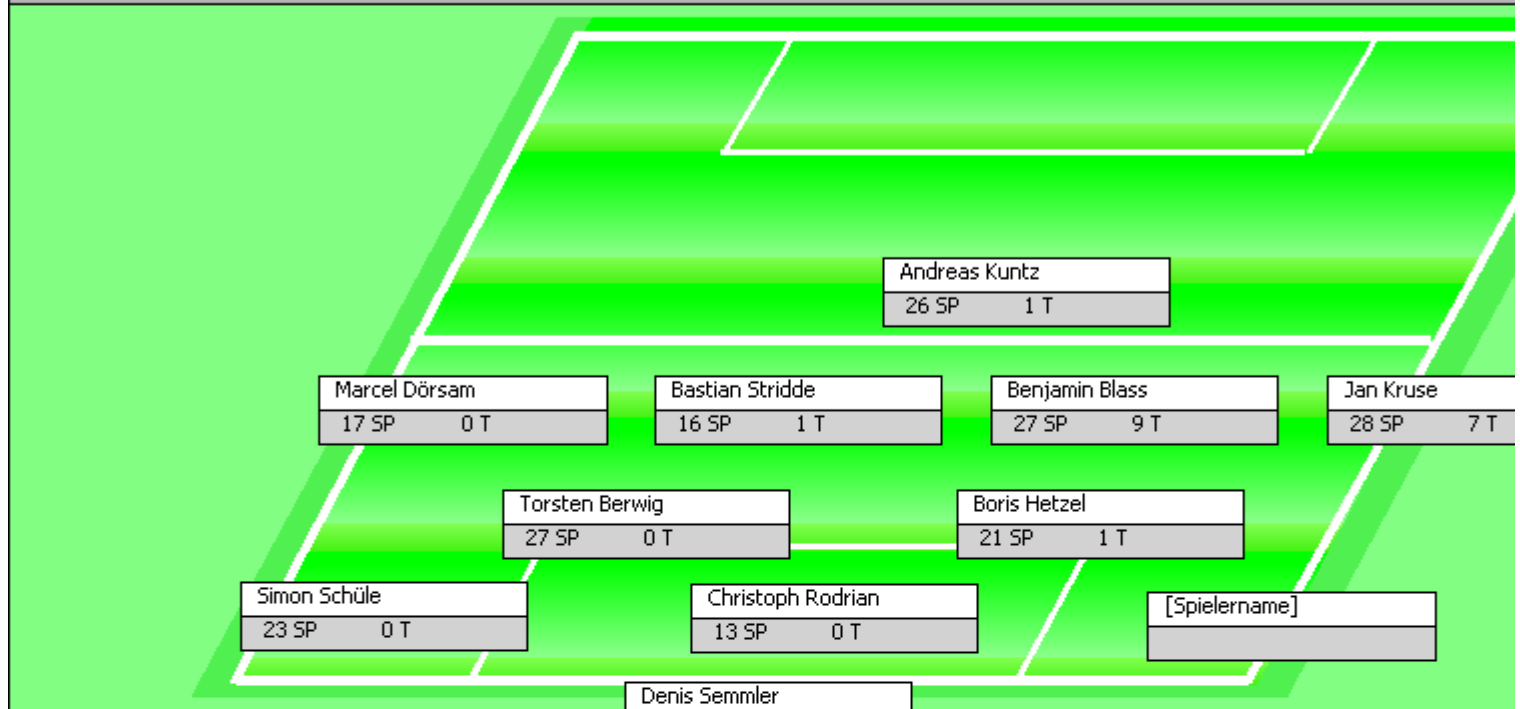 Andreas Kuntz
26 SP 1 T
Marcel Dörsam
17 SP 0 T
Bastian Stridde
16 SP 1 T
Benjamin Blass
27 SP 9 T
Jan Kruse
28 SP 7 T
Torsten Berwig
27 SP 0 T
Boris Hetzel
21 SP 1 T
Simon Schüle
23 SP 0 T
Christoph Rodrian
13 SP 0 T
[Spielername]
Denis Semmler